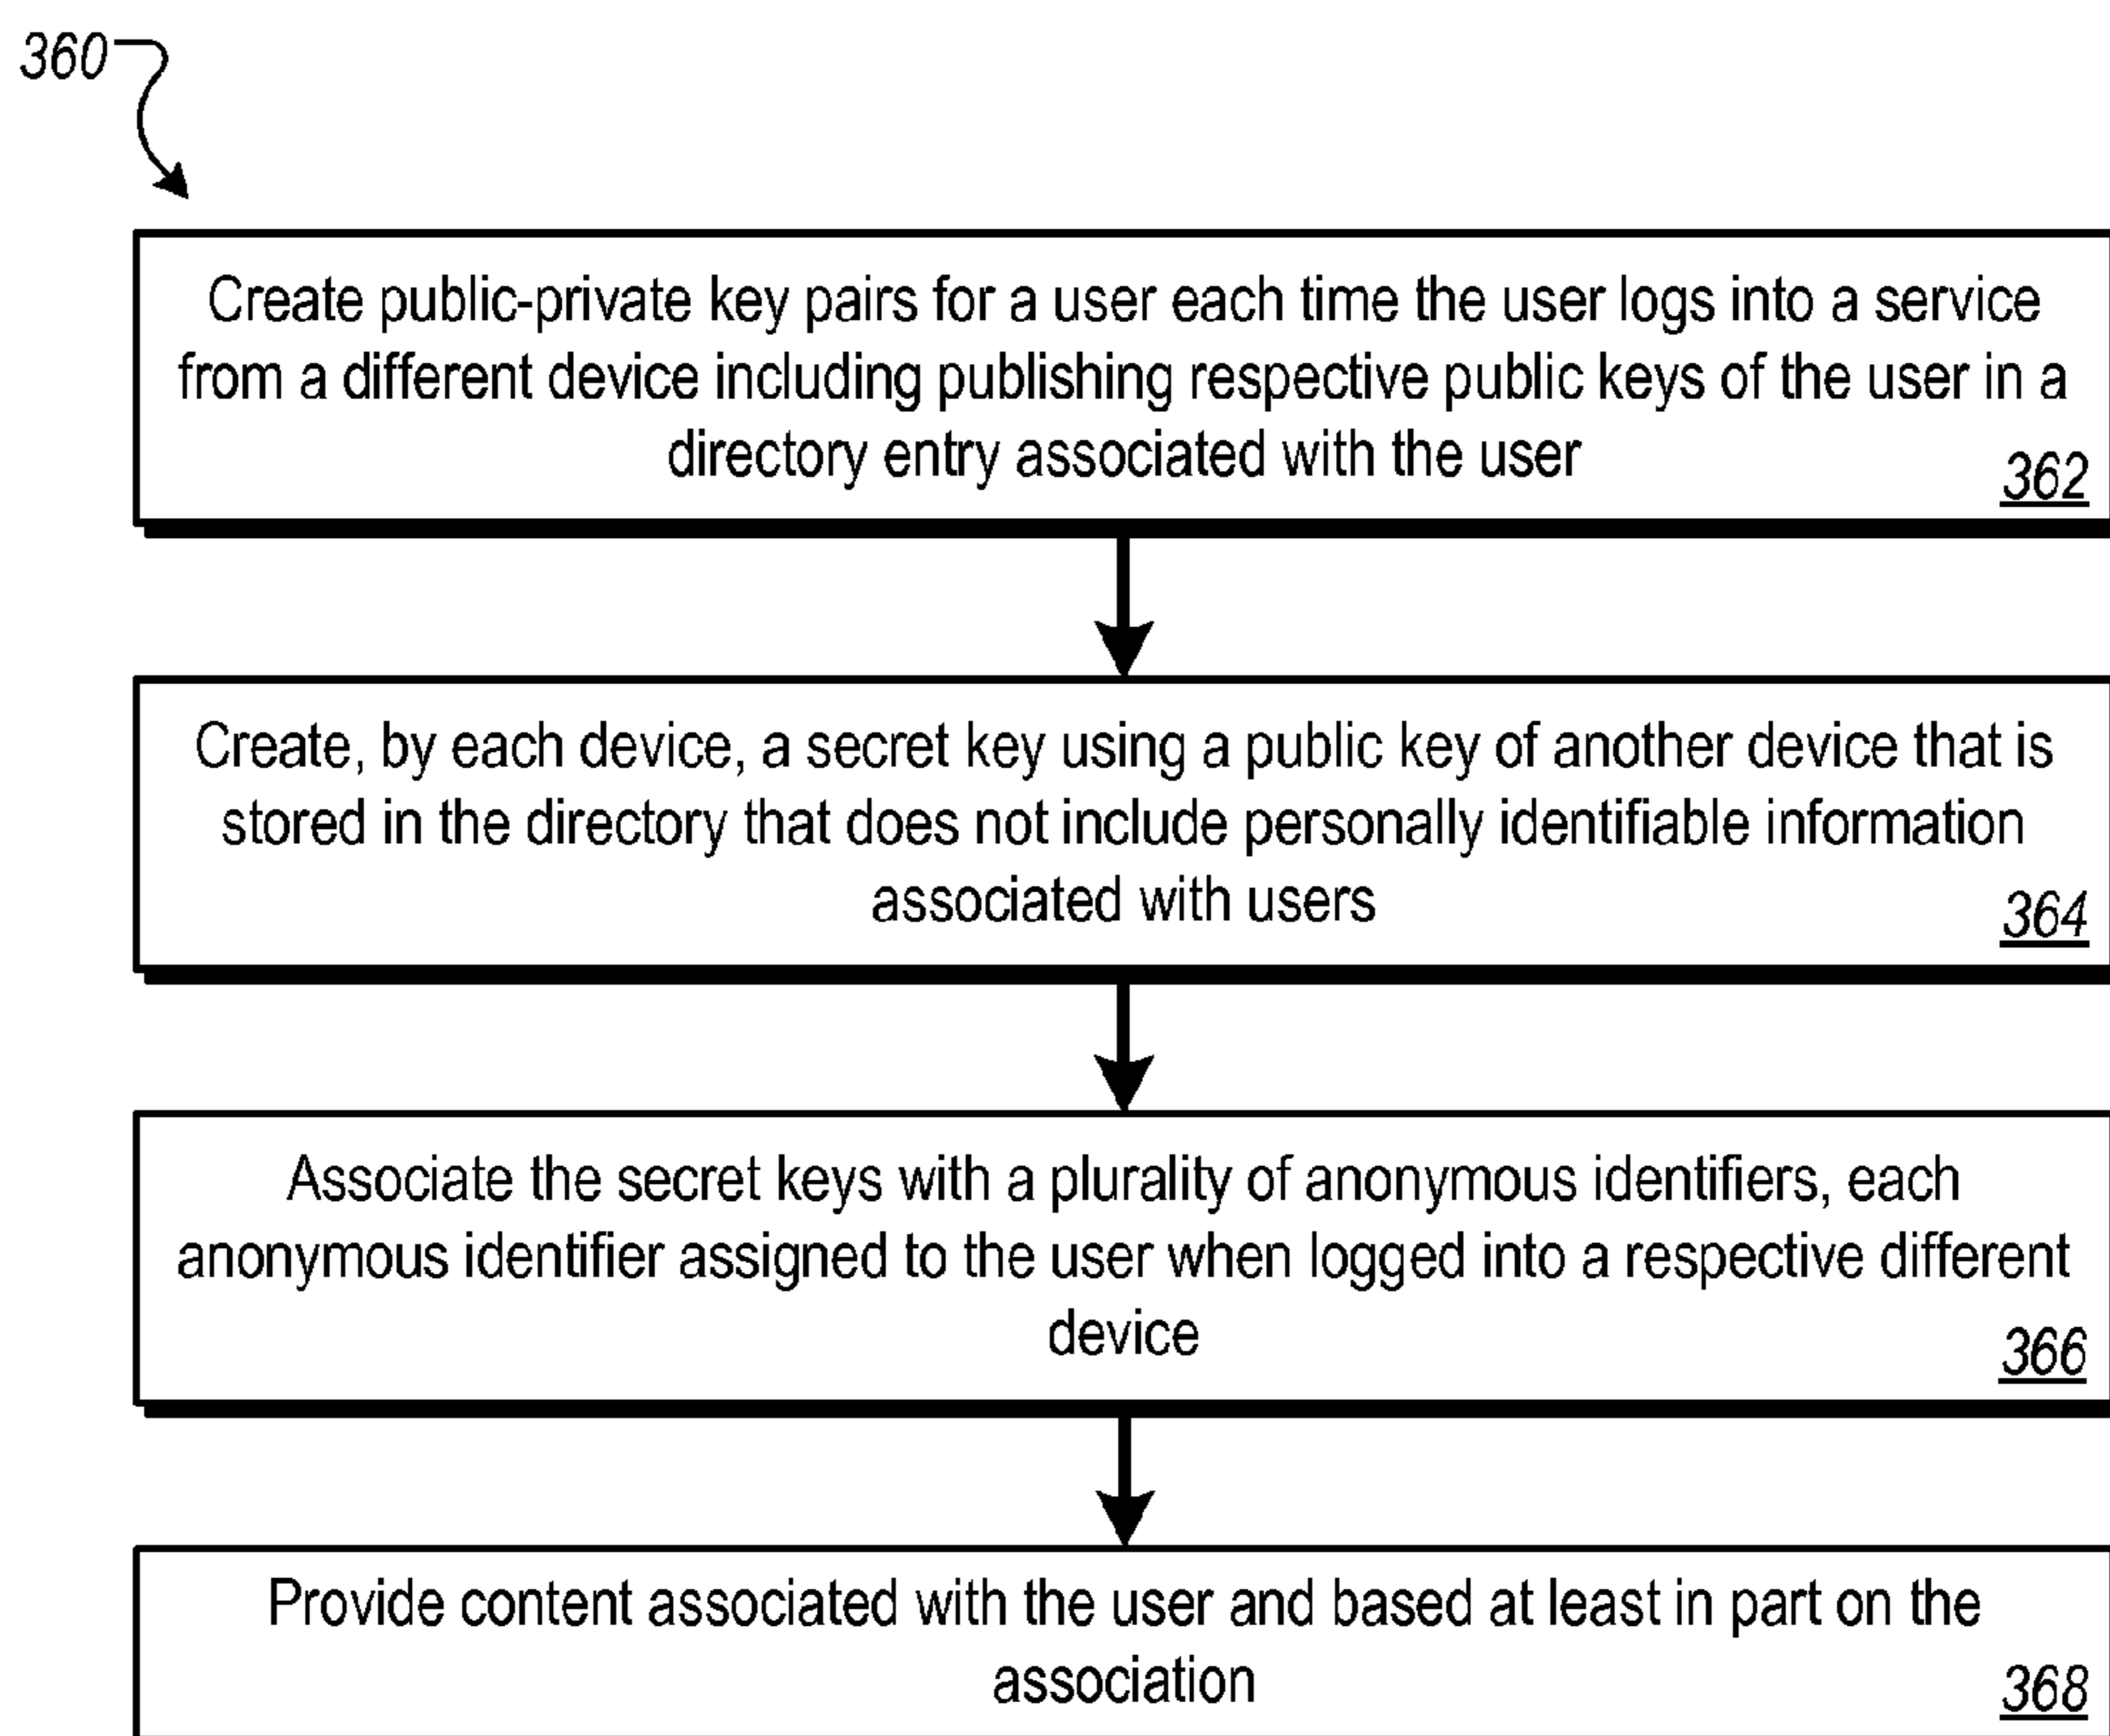 360
Create public-private key pairs for a user each time the user logs into a service
from a different device including publishing respective public keys of the user in a
directory entry associated with the user
362
Create, by each device, a secret key using a public key of another device that is
stored in the directory that does not include personally identifiable information
associated with users
364
Associate the secret keys with a plurality of anonymous identifiers, each
anonymous identifier assigned to the user when logged into a respective different
device
366
Provide content associated with the user and based at least in part on the
association
368